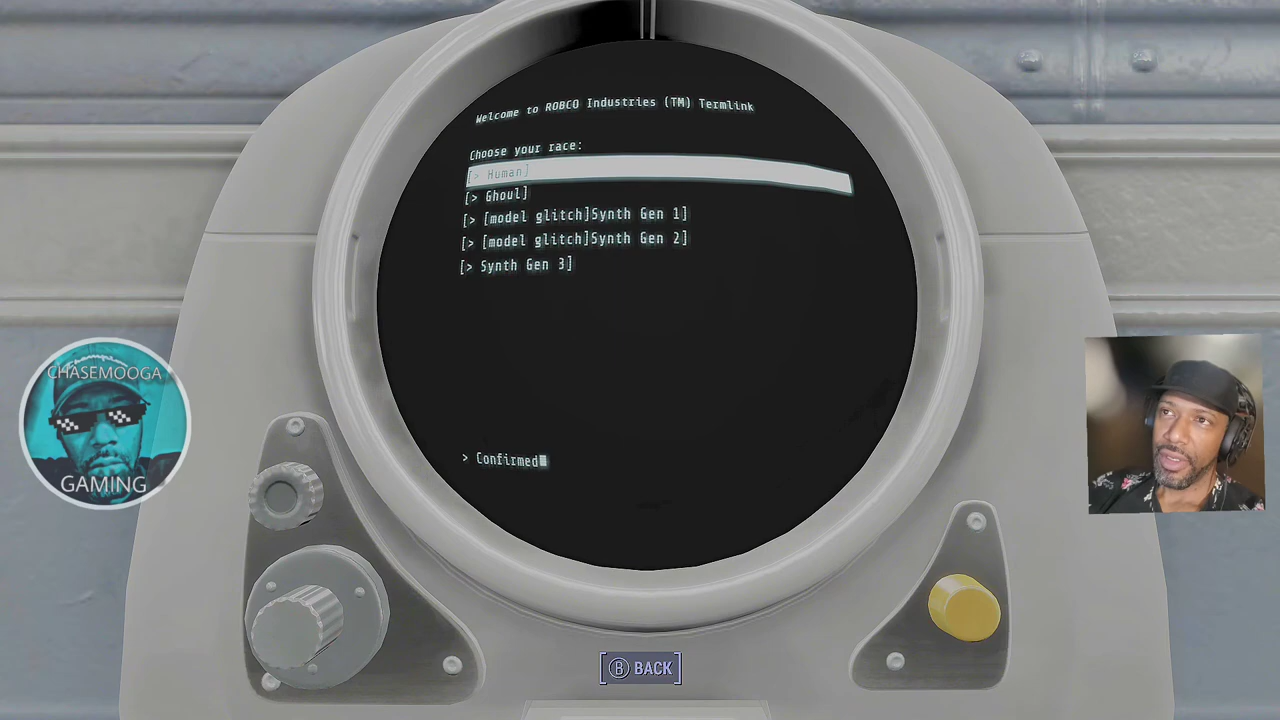 Welcome to ROBCO Industries (TM) Termlink
Choose your race:
[> Human]
[> Ghoul]
[> [model glitch]Synth Gen 1]
[> [model glitch]Synth Gen 2]
[> Synth Gen 3]
CHASEMOOGA
GAMING
> Confirmed
[Ⓑ BACK]